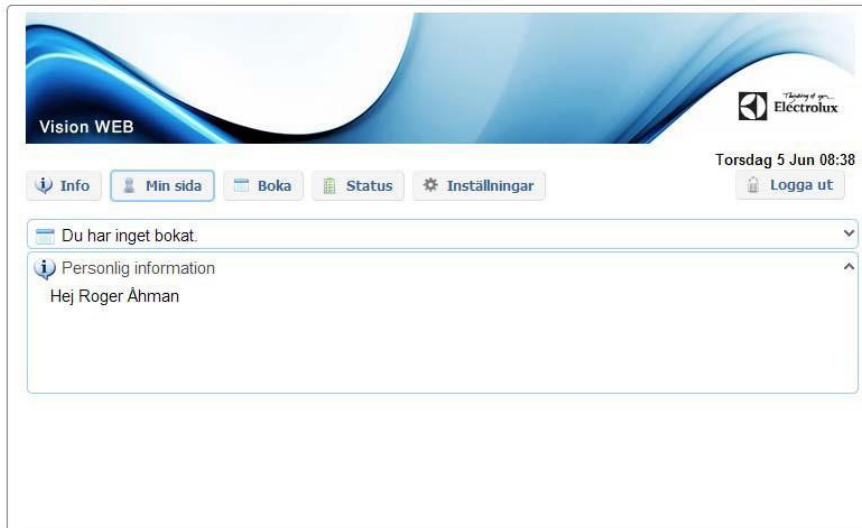 Thinking of you
Electrolux
Vision WEB
Torsdag 5 Jun 08:38
Info Min sida Boka Status Inställningar Logga ut
Du har inget bokat.
Personlig information
Hej Roger Åhman